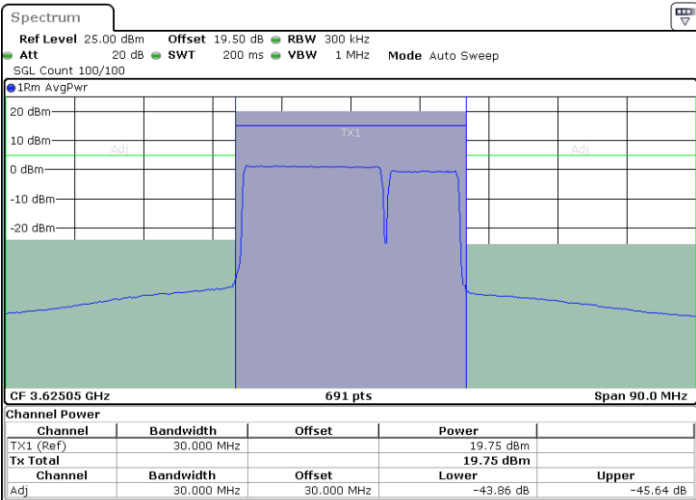 Spectrum
Ref Level 25.00 dBm Offset 19.50 dB RBW 300 kHz
Att 20 dB SWT 200 ms VBW 1 MHz Mode Auto Sweep
SGL Count 100/100
1Rm AvgPwr
20 dBm
TX1
10 dBm
Adj Adj
0 dBm
-10 dBm
-20 dBm
CF 3.62505 GHz 691 pts Span 90.0 MHz
Channel Power
Channel Bandwidth Offset Power
TX1 (Ref) 30.000 MHz 19.75 dBm
Tx Total 19.75 dBm
Channel Bandwidth Offset Lower Upper
Adj 30.000 MHz 30.000 MHz -43.86 dB -45.64 dB